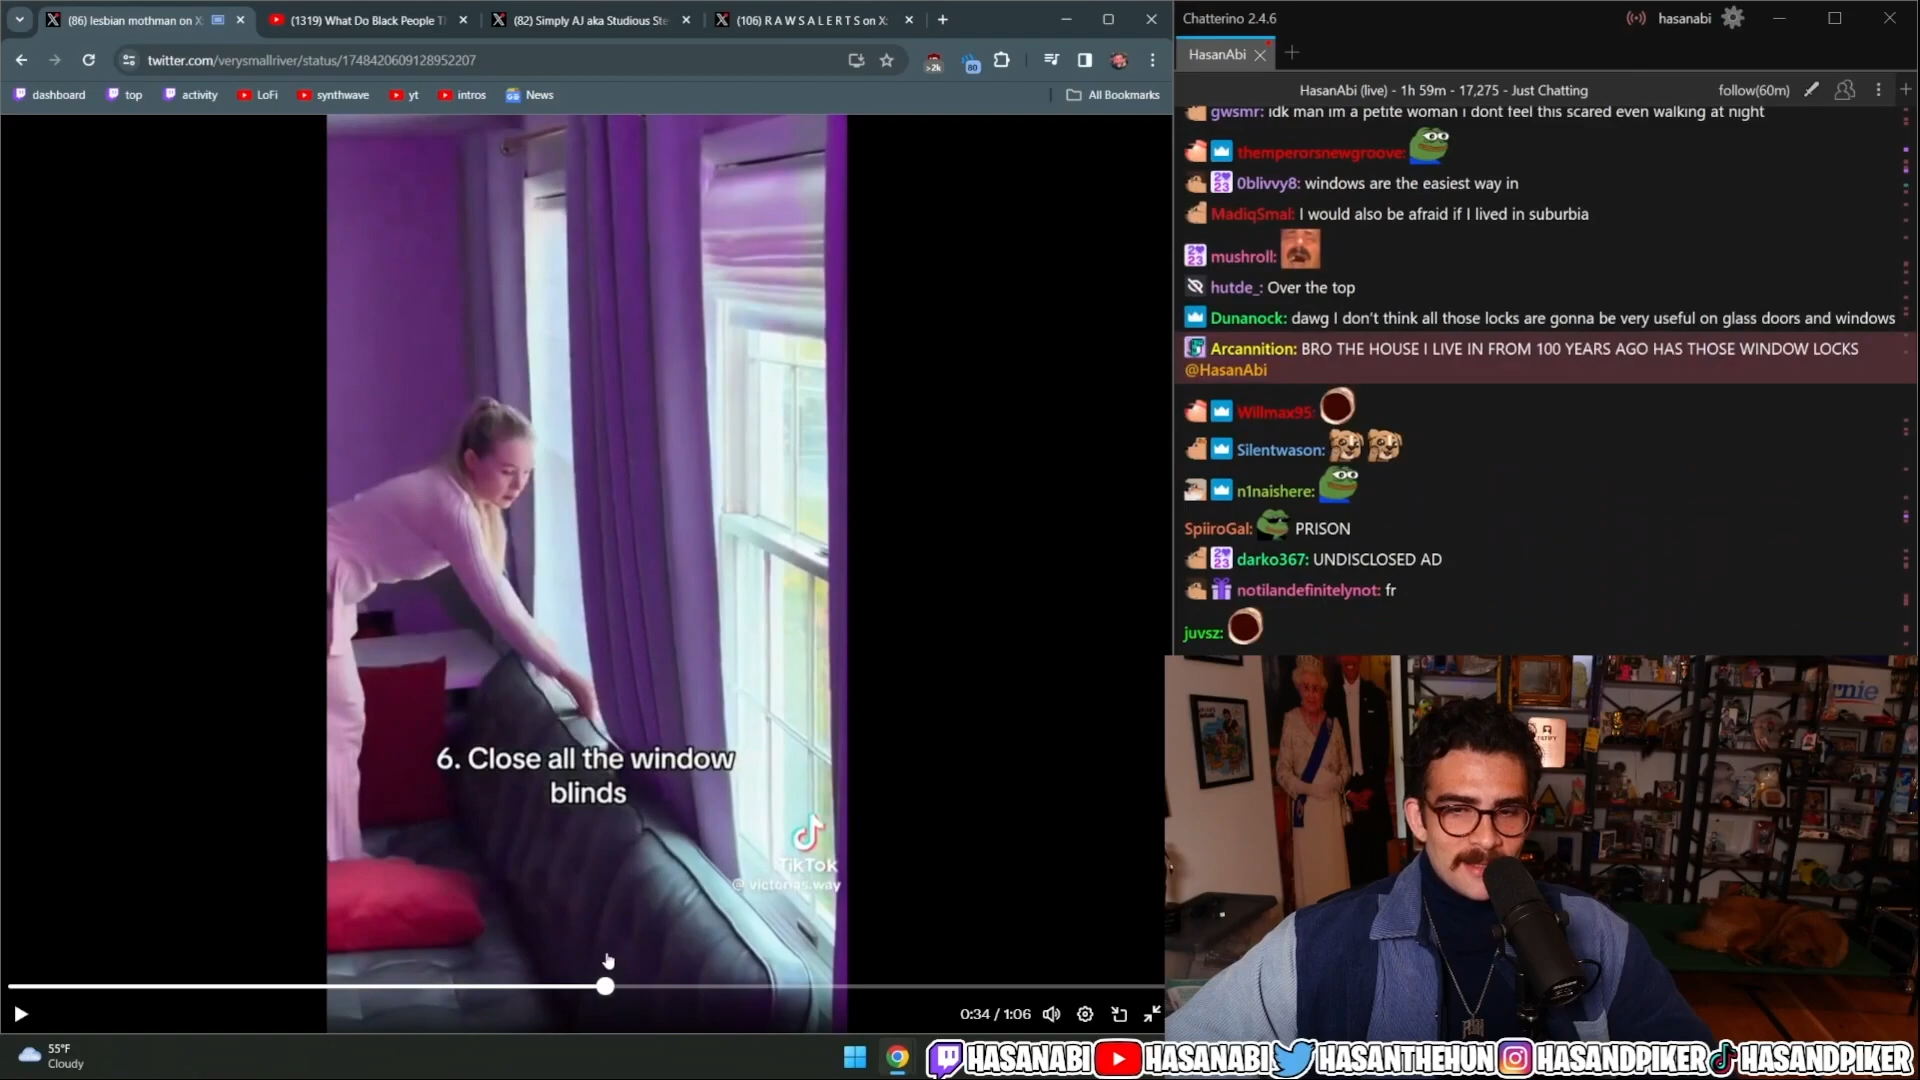 (86) lesbian mothman on X:
(1319) What Do Black People Th
(82) Simply AJ aka Studious Ste
(106) R A W S A L E R T S on X:
twitter.com/verysmallriver/status/1748420609128952207
>2k
80
dashboard
top
activity
LoFi
synthwave
yt
intros
News
All Bookmarks
6. Close all the window
blinds
TikTok
@victorias.way
0:34 / 1:06
55°F
Cloudy
Chatterino 2.4.6
hasanabi
HasanAbi
HasanAbi (live) - 1h 59m - 17,275 - Just Chatting
follow(60m)
gwsmr: idk man im a petite woman i dont feel this scared even walking at night
themperorsnewgroove:
0blivvy8: windows are the easiest way in
MadiqSmal: I would also be afraid if I lived in suburbia
mushroll:
hutde_: Over the top
Dunanock: dawg I don't think all those locks are gonna be very useful on glass doors and windows
Arcannition: BRO THE HOUSE I LIVE IN FROM 100 YEARS AGO HAS THOSE WINDOW LOCKS
@HasanAbi
Willmax95:
Silentwason:
n1naishere:
SpiiroGal: PRISON
darko367: UNDISCLOSED AD
notilandefinitelynot: fr
juvsz:
rnie
HASANABI
HASANABI
HASANTHEHUN
HASANDPIKER
HASANDPIKER